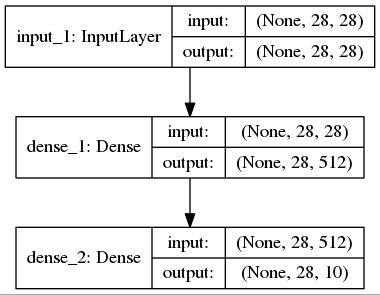 input_1: InputLayer
input: (None, 28, 28)
output: (None, 28, 28)
dense_1: Dense
input: (None, 28, 28)
output: (None, 28, 512)
dense_2: Dense
input: (None, 28, 512)
output: (None, 28, 10)